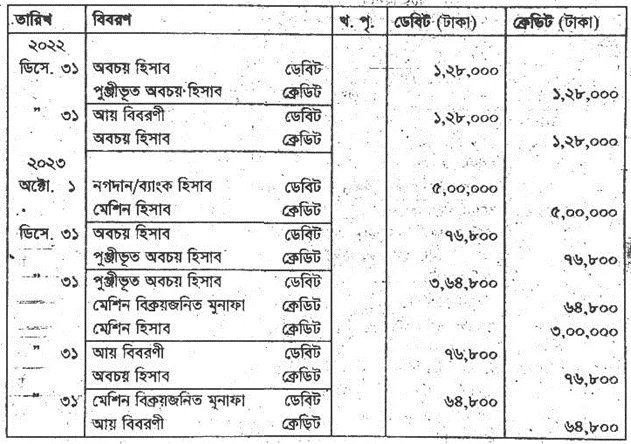 তারিখ বিবরণ খ. পৃ. ডেবিট (টাকা) ক্রেডিট (টাকা)
২০২২
ডিসে. ৩১ অবচয় হিসাব ডেবিট ১,২৮,০০০
পুঞ্জীভূত অবচয় হিসাব ক্রেডিট ১,২৮,০০০
" ৩১ আয় বিবরণী ডেবিট ১,২৮,০০০
অবচয় হিসাব ক্রেডিট ১,২৮,০০০
২০২৩
অক্টো. ১ নগদান/ব্যাংক হিসাব ডেবিট ৫,০০,০০০
মেশিন হিসাব ক্রেডিট ৫,০০,০০০
ডিসে. ৩১ অবচয় হিসাব ডেবিট ৭৬,৮০০
পুঞ্জীভূত অবচয় হিসাব ক্রেডিট ৭৬,৮০০
" ৩১ পুঞ্জীভূত অবচয় হিসাব ডেবিট ৩,৬৪,৮০০
মেশিন বিক্রয়জনিত মুনাফা ক্রেডিট ৬৪,৮০০
মেশিন হিসাব ক্রেডিট ৩,০০,০০০
" ৩১ আয় বিবরণী ডেবিট ৭৬,৮০০
অবচয় হিসাব ক্রেডিট ৭৬,৮০০
" ৩১ মেশিন বিক্রয়জনিত মুনাফা ডেবিট ৬৪,৮০০
আয় বিবরণী ক্রেডিট ৬৪,৮০০